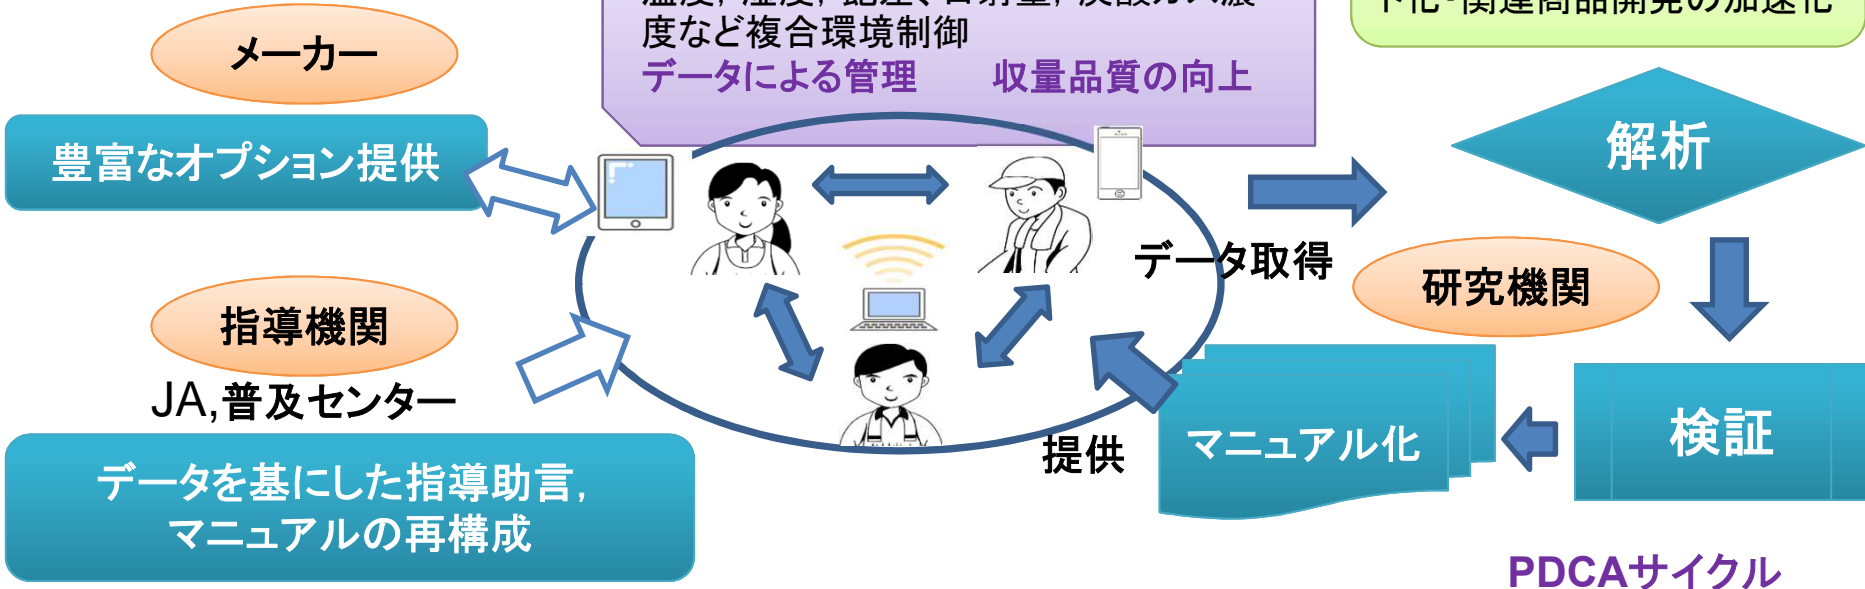 度など複合環境制御
データによる管理　　収量品質の向上
メーカー
豊富なオプション提供
指導機関
JA,普及センター
データを基にした指導助言,
マニュアルの再構成
データ取得
解析
研究機関
検証
マニュアル化
提供
PDCAサイクル